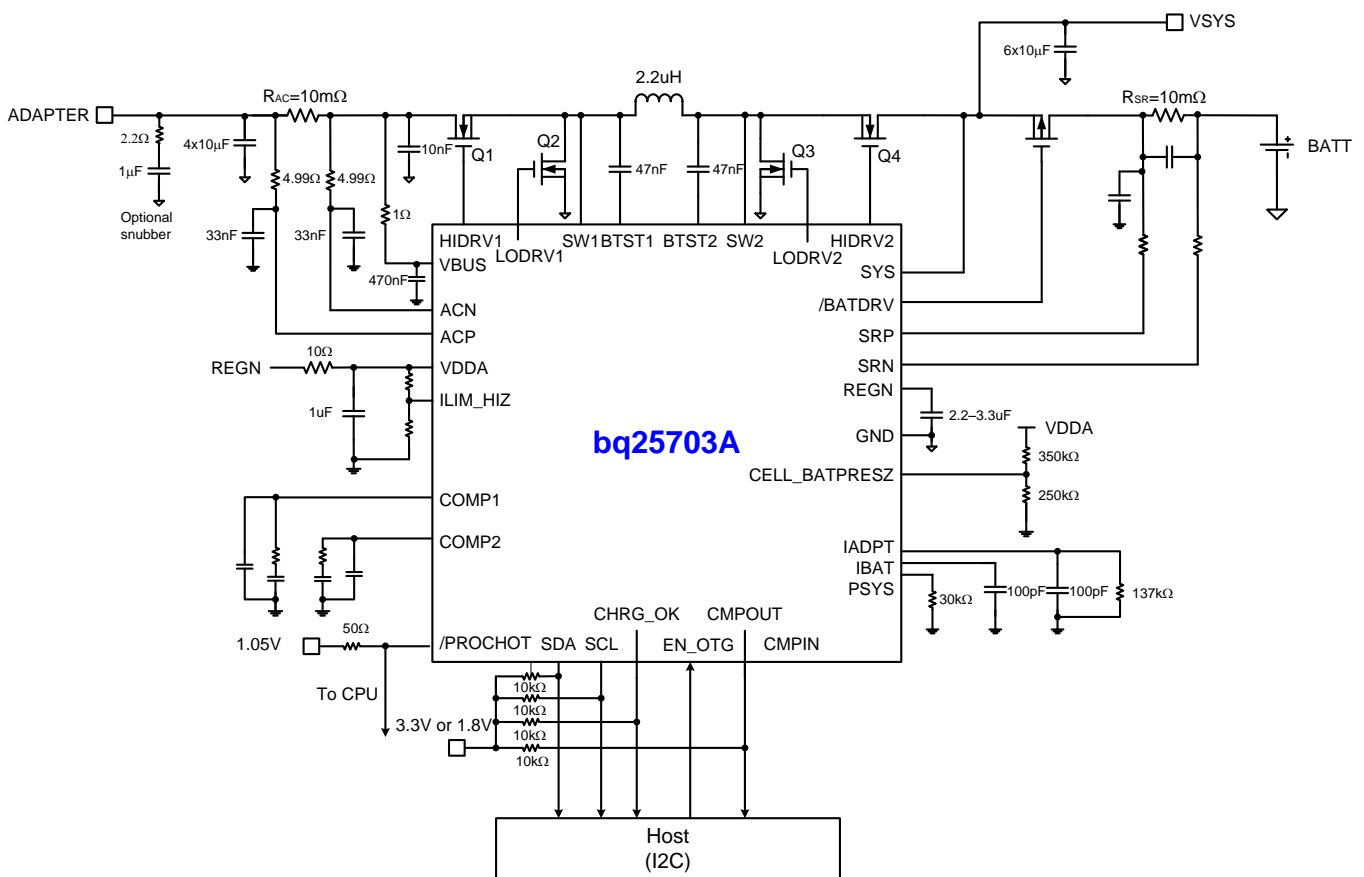 VSYS
6x10μF
2.2uH
ADAPTER
RAC=10mΩ
RSR=10mΩ
2.2Ω
4x10μF
10nF
Q1
Q2
Q3
Q4
BATT
1μF
4.99Ω
4.99Ω
47nF
47nF
Optional
snubber
33nF
33nF
1Ω
470nF
HIDRV1
LODRV1
SW1
BTST1
BTST2
SW2
LODRV2
HIDRV2
VBUS
SYS
ACN
/BATDRV
ACP
SRP
REGN
10Ω
VDDA
SRN
1uF
ILIM_HIZ
REGN
2.2–3.3uF
GND
bq25703A
VDDA
350kΩ
CELL_BATPRESZ
250kΩ
COMP1
COMP2
IADPT
IBAT
PSYS
30kΩ
100pF
100pF
137kΩ
CHRG_OK
CMPOUT
1.05V
50Ω
/PROCHOT
SDA
SCL
EN_OTG
CMPIN
To CPU
10kΩ
10kΩ
3.3V or 1.8V
10kΩ
10kΩ
Host
(I2C)